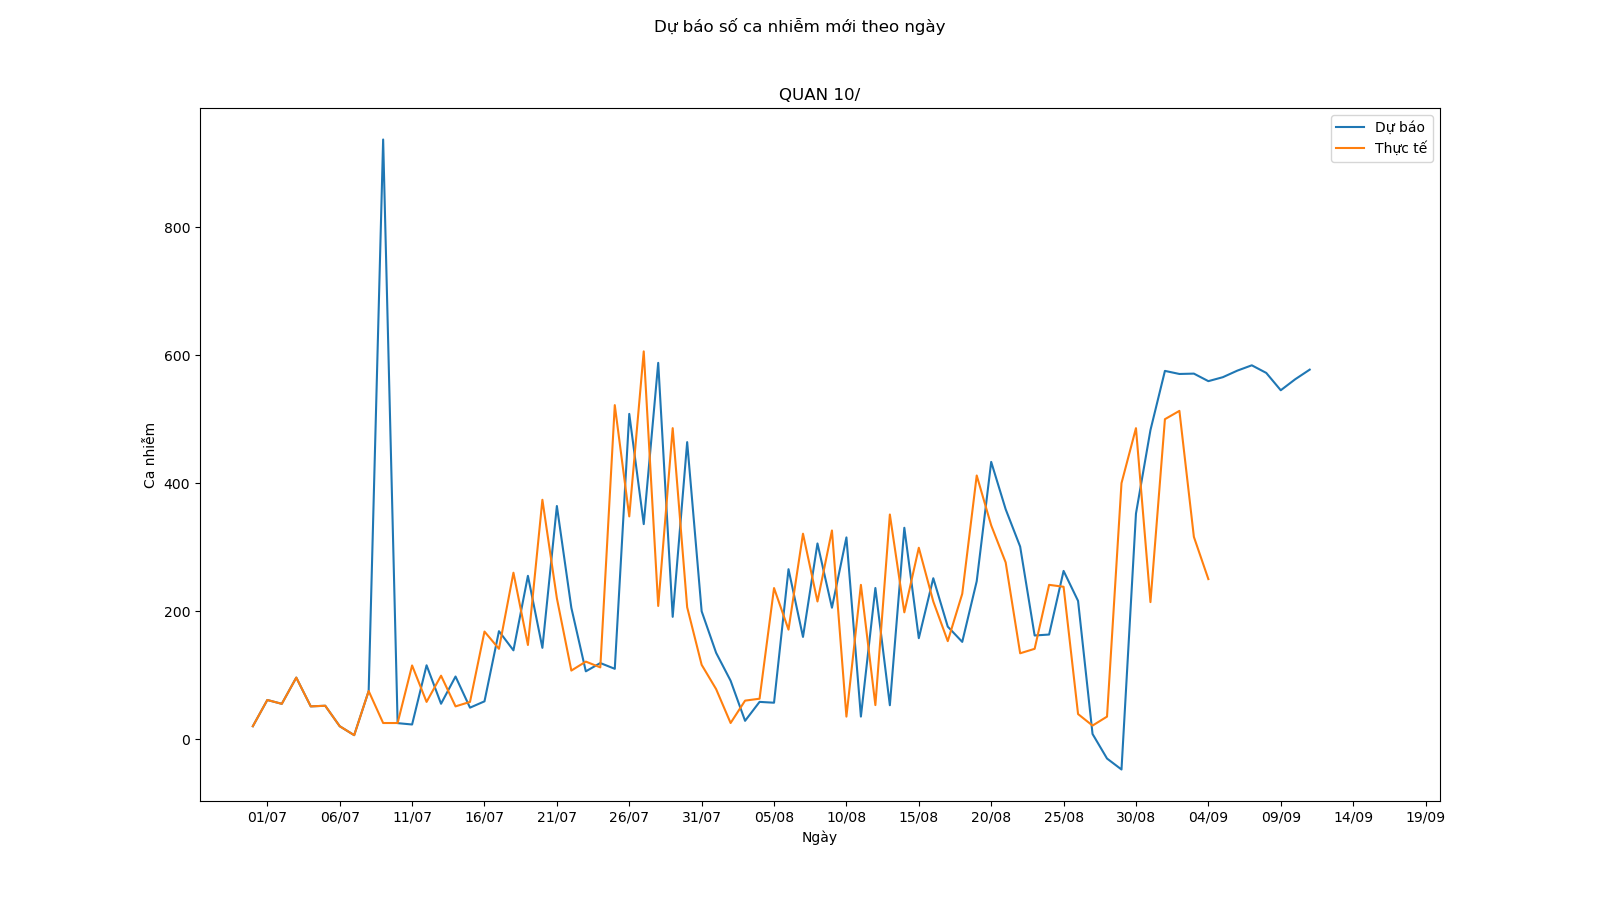 Dự báo số ca nhiễm mới theo ngày
QUAN 10/
Dự báo
Thực tế
800
600
400
200
0
Ca nhiễm
01/07 06/07 11/07 16/07 21/07 26/07 31/07 05/08 10/08 15/08 20/08 25/08 30/08 04/09 09/09 14/09 19/09
Ngày